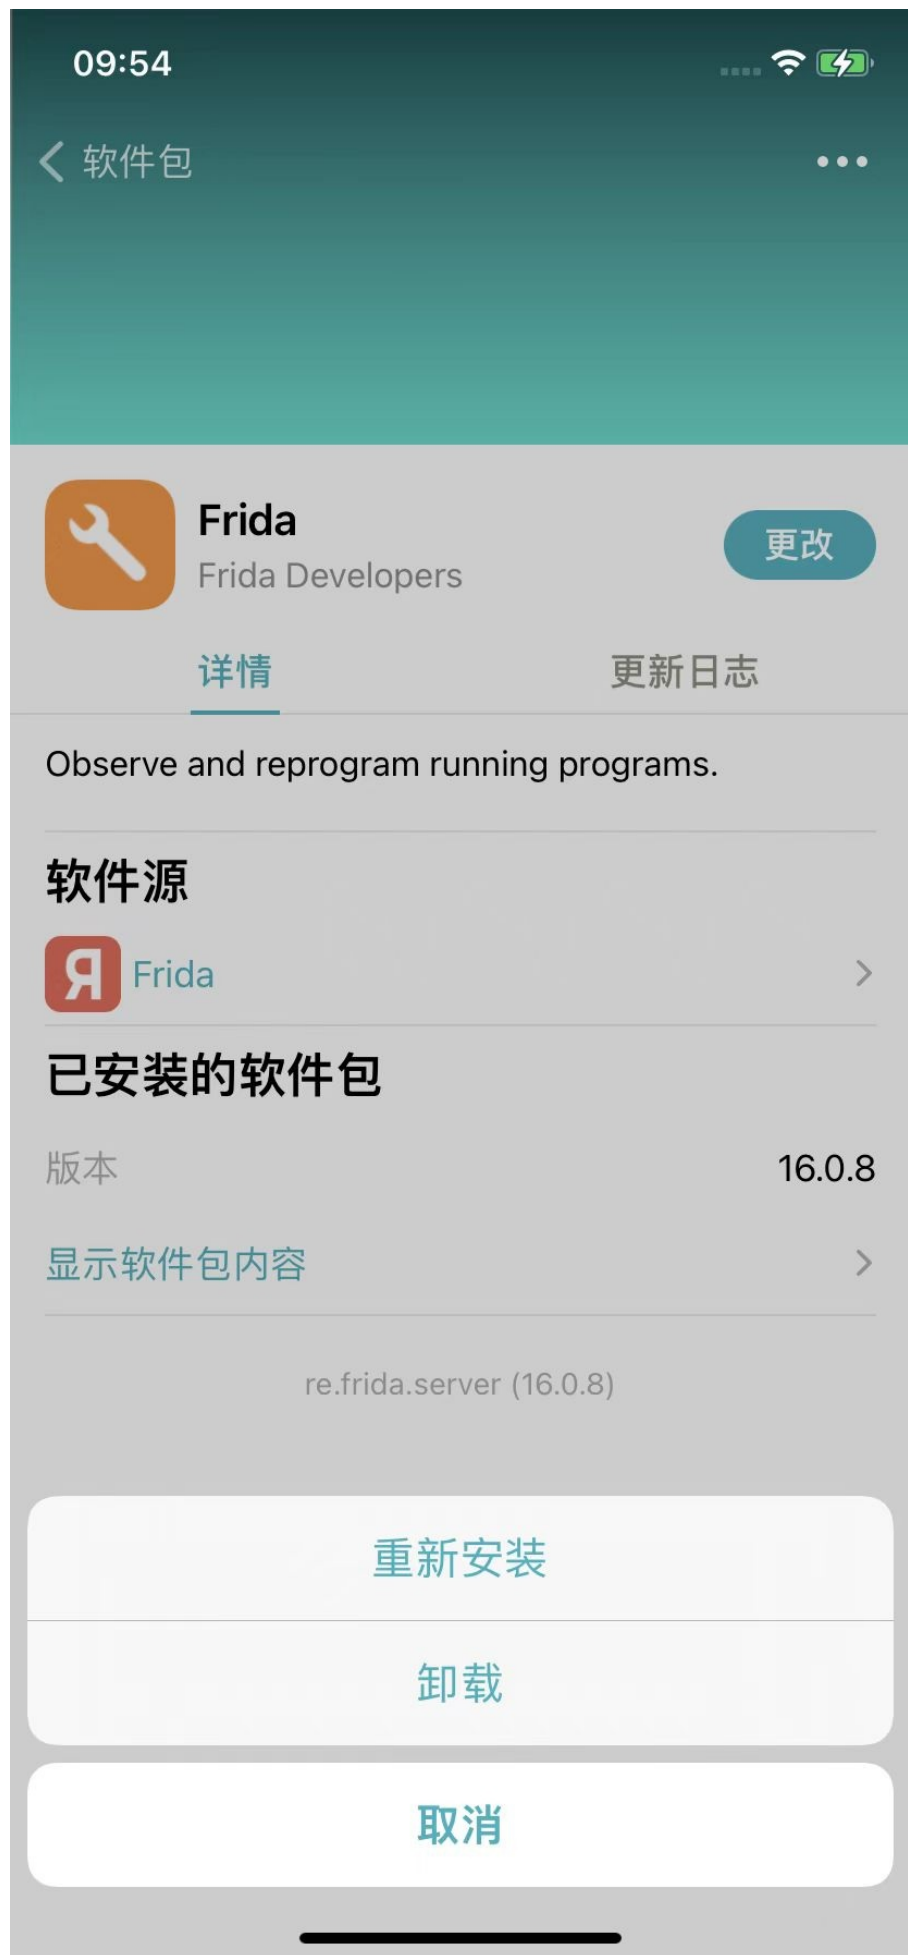 09:54
软件包
Frida
Frida Developers
更改
详情
更新日志
Observe and reprogram running programs.
软件源
Я Frida
已安装的软件包
版本
16.0.8
显示软件包内容
re.frida.server (16.0.8)
重新安装
卸载
取消